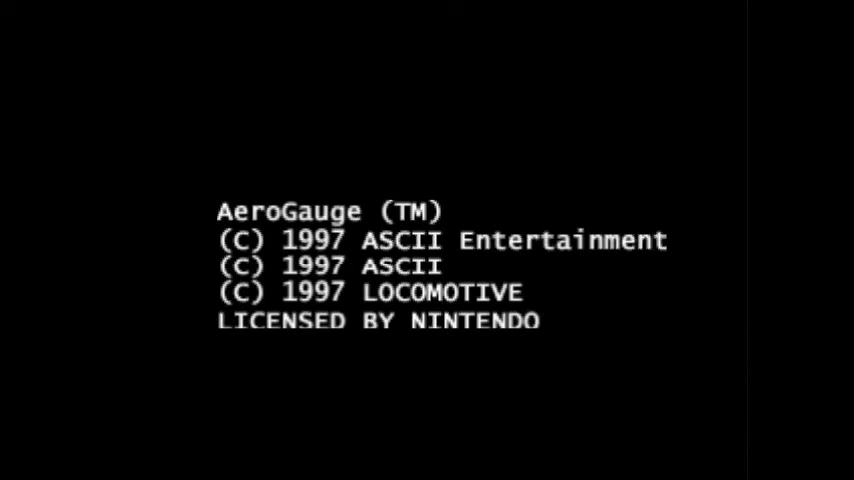 AeroGauge (TM)
(C) 1997 ASCII Entertainment
(C) 1997 ASCII
(C) 1997 LOCOMOTIVE
LICENSED BY NINTENDO